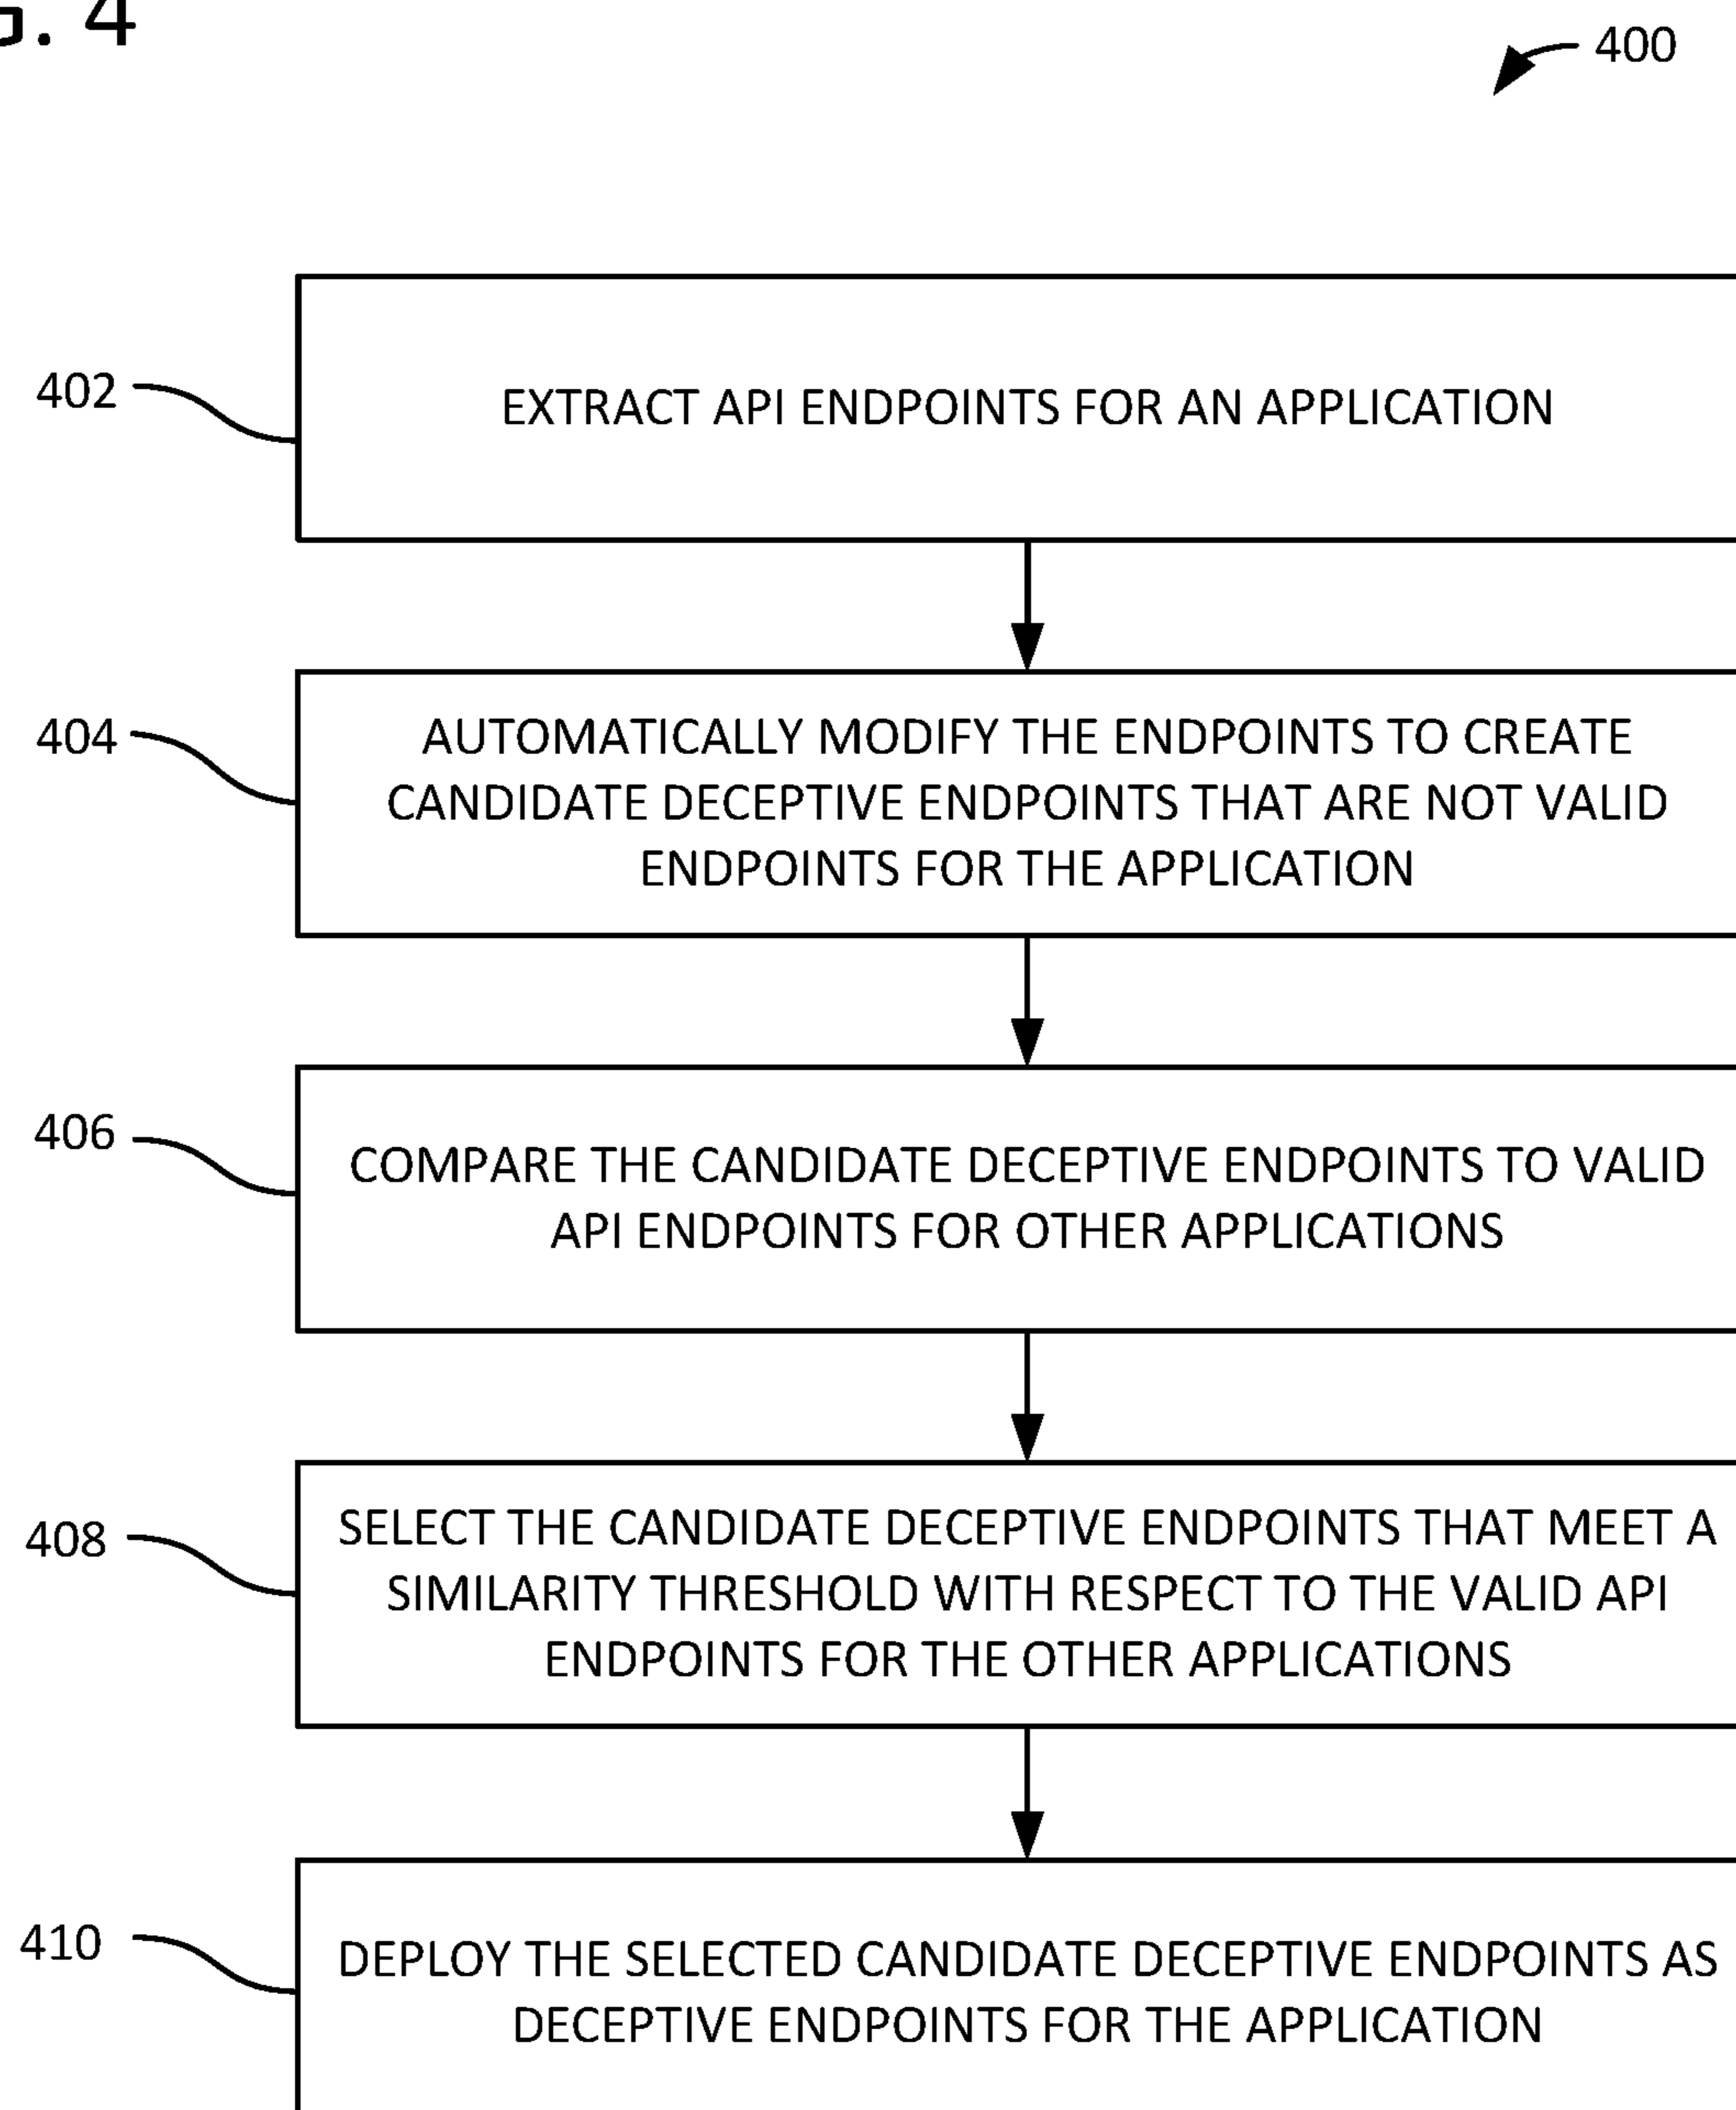 G. 4
400
402
EXTRACT API ENDPOINTS FOR AN APPLICATION
404
AUTOMATICALLY MODIFY THE ENDPOINTS TO CREATE
CANDIDATE DECEPTIVE ENDPOINTS THAT ARE NOT VALID
ENDPOINTS FOR THE APPLICATION
406
COMPARE THE CANDIDATE DECEPTIVE ENDPOINTS TO VALID
API ENDPOINTS FOR OTHER APPLICATIONS
408
SELECT THE CANDIDATE DECEPTIVE ENDPOINTS THAT MEET A
SIMILARITY THRESHOLD WITH RESPECT TO THE VALID API
ENDPOINTS FOR THE OTHER APPLICATIONS
410
DEPLOY THE SELECTED CANDIDATE DECEPTIVE ENDPOINTS AS
DECEPTIVE ENDPOINTS FOR THE APPLICATION